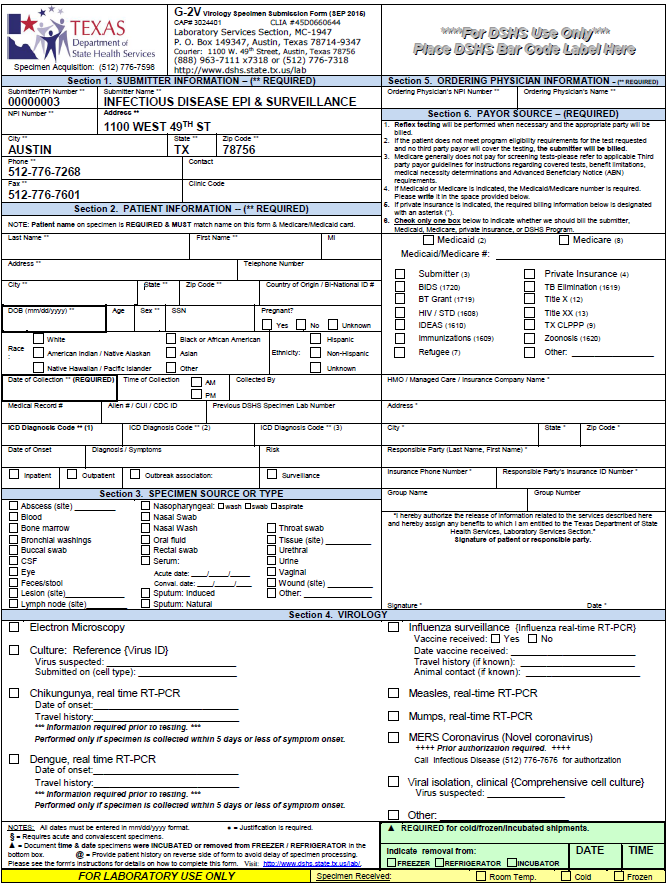 TEXAS
Department of
State Health Services
Specimen Acquisition: (512) 776-7598
G-2V Virology Specimen Submission Form (SEP 2015)
CAP# 3024401 CLIA #45D0660644
Laboratory Services Section, MC-1947
P. O. Box 149347, Austin, Texas 78714-9347
Courier: 1100 W. 49th Street, Austin, Texas 78756
(888) 963-7111 x7318 or (512) 776-7318
http://www.dshs.state.tx.us/lab
****For DSHS Use Only****
Place DSHS Bar Code Label Here
Section 1. SUBMITTER INFORMATION – (** REQUIRED)
Submitter/TPI Number ** Submitter Name **
00000003 INFECTIOUS DISEASE EPI & SURVEILLANCE
NPI Number ** Address **
1100 WEST 49TH ST
City ** State ** Zip Code **
AUSTIN TX 78756
Phone ** Contact
512-776-7268
Fax ** Clinic Code
512-776-7601
Section 2. PATIENT INFORMATION – (** REQUIRED)
NOTE: Patient name on specimen is REQUIRED & MUST match name on this form & Medicare/Medicaid card.
Last Name ** First Name ** MI
Address ** Telephone Number
City ** State ** Zip Code ** Country of Origin / Bi-National ID #
DOB (mm/dd/yyyy) ** Age Sex ** SSN Pregnant?
Yes No Unknown
Race : White Black or African American Ethnicity: Hispanic
American Indian / Native Alaskan Asian Non-Hispanic
Native Hawaiian / Pacific Islander Other Unknown
Date of Collection ** (REQUIRED) Time of Collection AM PM Collected By
Medical Record # Alien # / CUI / CDC ID Previous DSHS Specimen Lab Number
ICD Diagnosis Code ** (1) ICD Diagnosis Code ** (2) ICD Diagnosis Code ** (3)
Date of Onset Diagnosis / Symptoms Risk
Inpatient Outpatient Outbreak association: Surveillance
Section 3. SPECIMEN SOURCE OR TYPE
Abscess (site) ________ Nasopharyngeal: wash swab aspirate
Blood Nasal Swab
Bone marrow Nasal Wash Throat swab
Bronchial washings Oral fluid Tissue (site) __________
Buccal swab Rectal swab Urethral
CSF Serum: Urine
Eye Acute date: ____/____/____ Vaginal
Feces/stool Conval. date: ____/____/____ Wound (site) _________
Lesion (site)____________ Sputum: Induced Other: ______________
Lymph node (site)________ Sputum: Natural
Section 5. ORDERING PHYSICIAN INFORMATION – (** REQUIRED)
Ordering Physician's NPI Number ** Ordering Physician's Name **
Section 6. PAYOR SOURCE – (REQUIRED)
1. Reflex testing will be performed when necessary and the appropriate party will be
billed.
2. If the patient does not meet program eligibility requirements for the test requested
and no third party payor will cover the testing, the submitter will be billed.
3. Medicare generally does not pay for screening tests-please refer to applicable Third
party payor guidelines for instructions regarding covered tests, benefit limitations,
medical necessity determinations and Advanced Beneficiary Notice (ABN)
requirements.
4. If Medicaid or Medicare is indicated, the Medicaid/Medicare number is required.
Please write it in the space provided below.
5. If private insurance is indicated, the required billing information below is designated
with an asterisk (*).
6. Check only one box below to indicate whether we should bill the submitter,
Medicaid, Medicare, private insurance, or DSHS Program.
Medicaid (2) Medicare (8)
Medicaid/Medicare #: ____________________
Submitter (3) Private Insurance (4)
BIDS (1720) TB Elimination (1619)
BT Grant (1719) Title X (12)
HIV / STD (1608) Title XX (13)
IDEAS (1610) TX CLPPP (9)
Immunizations (1609) Zoonosis (1620)
Refugee (7) Other: ______________
HMO / Managed Care / Insurance Company Name *
Address *
City * State * Zip Code *
Responsible Party (Last Name, First Name) *
Insurance Phone Number * Responsible Party's Insurance ID Number *
Group Name Group Number
"I hereby authorize the release of information related to the services described here
and hereby assign any benefits to which I am entitled to the Texas Department of State
Health Services, Laboratory Services Section."
Signature of patient or responsible party.
Signature * Date *
Section 4. VIROLOGY
Electron Microscopy
Culture: Reference {Virus ID}
Virus suspected: ________________________
Submitted on (cell type): __________________
Chikungunya, real time RT-PCR
Date of onset:__________________________
Travel history:__________________________
*** Information required prior to testing. ***
Performed only if specimen is collected within 5 days or less of symptom onset.
Dengue, real time RT-PCR
Date of onset:__________________________
Travel history:__________________________
*** Information required prior to testing. ***
Performed only if specimen is collected within 5 days or less of symptom onset.
Influenza surveillance {Influenza real-time RT-PCR}
Vaccine received: Yes No
Date vaccine received: ___________________
Travel history (if known): _________________
Animal contact (if known): ________________
Measles, real-time RT-PCR
Mumps, real-time RT-PCR
MERS Coronavirus (Novel coronavirus)
++++ Prior authorization required. ++++
Call Infectious Disease (512) 776-7676 for authorization
Viral isolation, clinical {Comprehensive cell culture}
Virus suspected: ________________
Other: ____________________
NOTES: All dates must be entered in mm/dd/yyyy format. ● = Justification is required.
§ = Requires acute and convalescent specimens.
▲ = Document time & date specimens were INCUBATED or removed from FREEZER / REFRIGERATOR in the
bottom box. @ = Provide patient history on reverse side of form to avoid delay of specimen processing.
Please see the form's instructions for details on how to complete this form. Visit: http://www.dshs.state.tx.us/lab/.
▲ REQUIRED for cold/frozen/incubated shipments.
Indicate removal from: DATE TIME
FREEZER REFRIGERATOR INCUBATOR
FOR LABORATORY USE ONLY Specimen Received: Room Temp. Cold Frozen